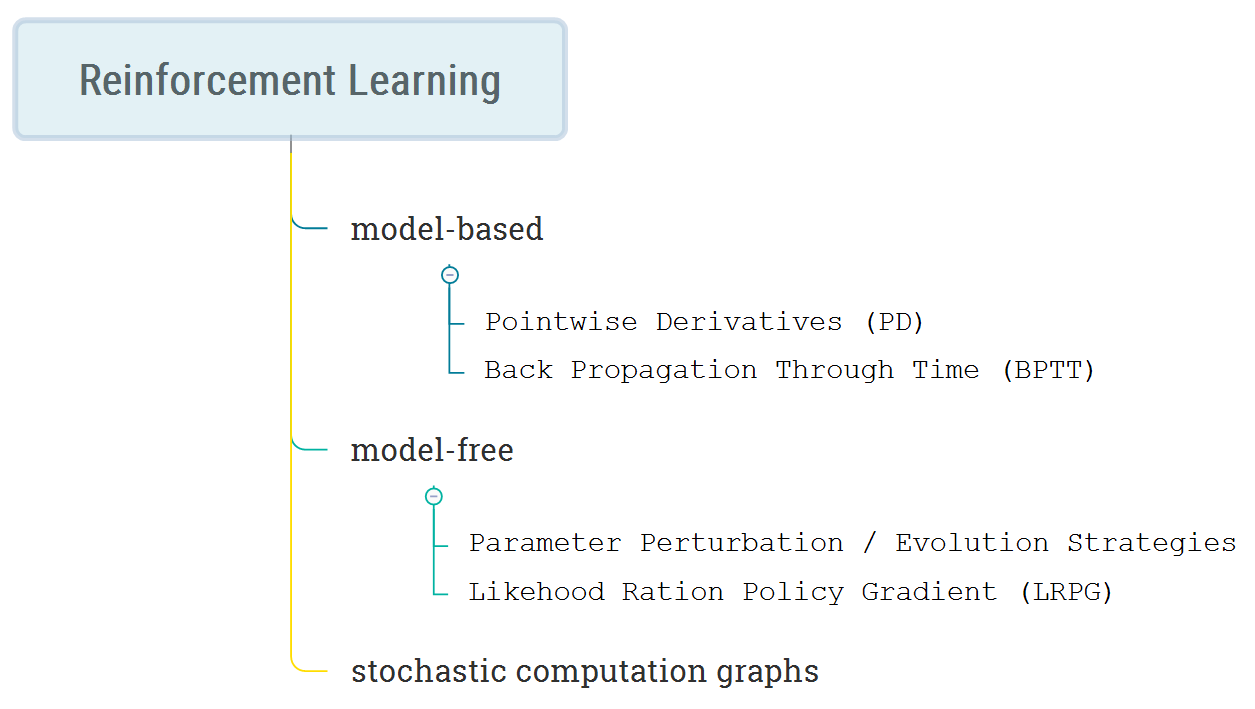 Reinforcement Learning
model-based
Pointwise Derivatives (PD)
Back Propagation Through Time (BPTT)
model-free
Parameter Perturbation / Evolution Strategies
Likehood Ration Policy Gradient (LRPG)
stochastic computation graphs